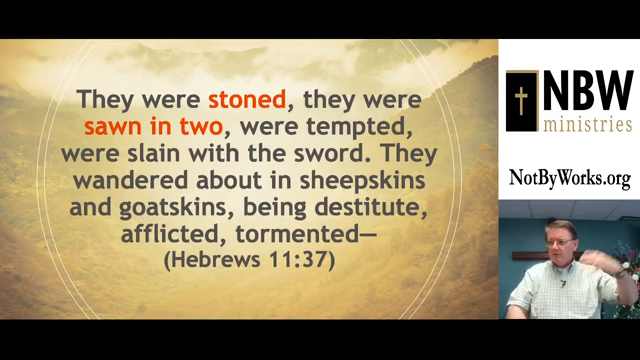 They were stoned, they were
sawn in two, were tempted,
were slain with the sword. They
wandered about in sheepskins
and goatskins, being destitute,
afflicted, tormented—
(Hebrews 11:37)
NBW
ministries
NotByWorks.org